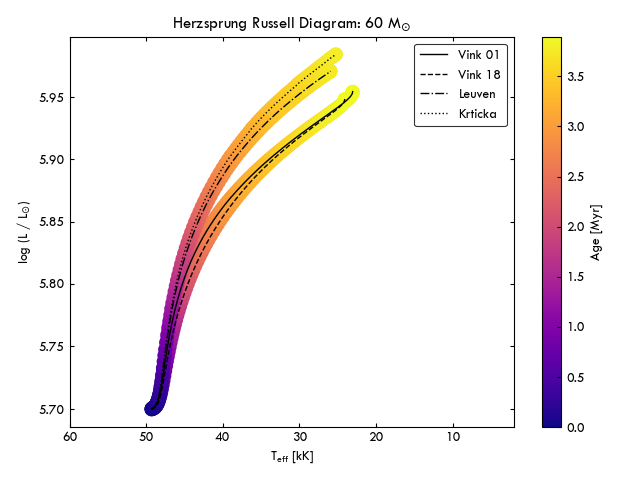 Herzsprung Russell Diagram: 60 M⊙
Vink 01
Vink 18
Leuven
Krticka
log (L / L⊙)
5.95
5.90
5.85
5.80
5.75
5.70
60 50 40 30 20 10
T_eff [kK]
3.5
3.0
2.5
2.0
1.5
1.0
0.5
0.0
Age [Myr]